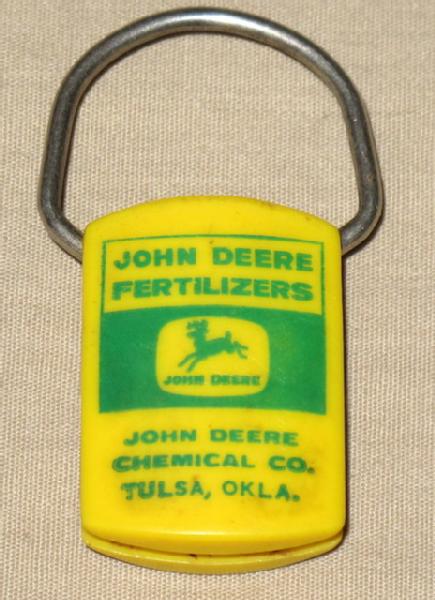 JOHN DEERE
FERTILIZERS
JOHN DEERE
JOHN DEERE
CHEMICAL CO.
TULSA, OKLA.